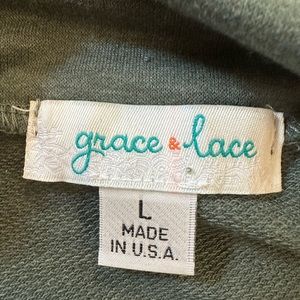 grace & lace
L
MADE
IN U.S.A.